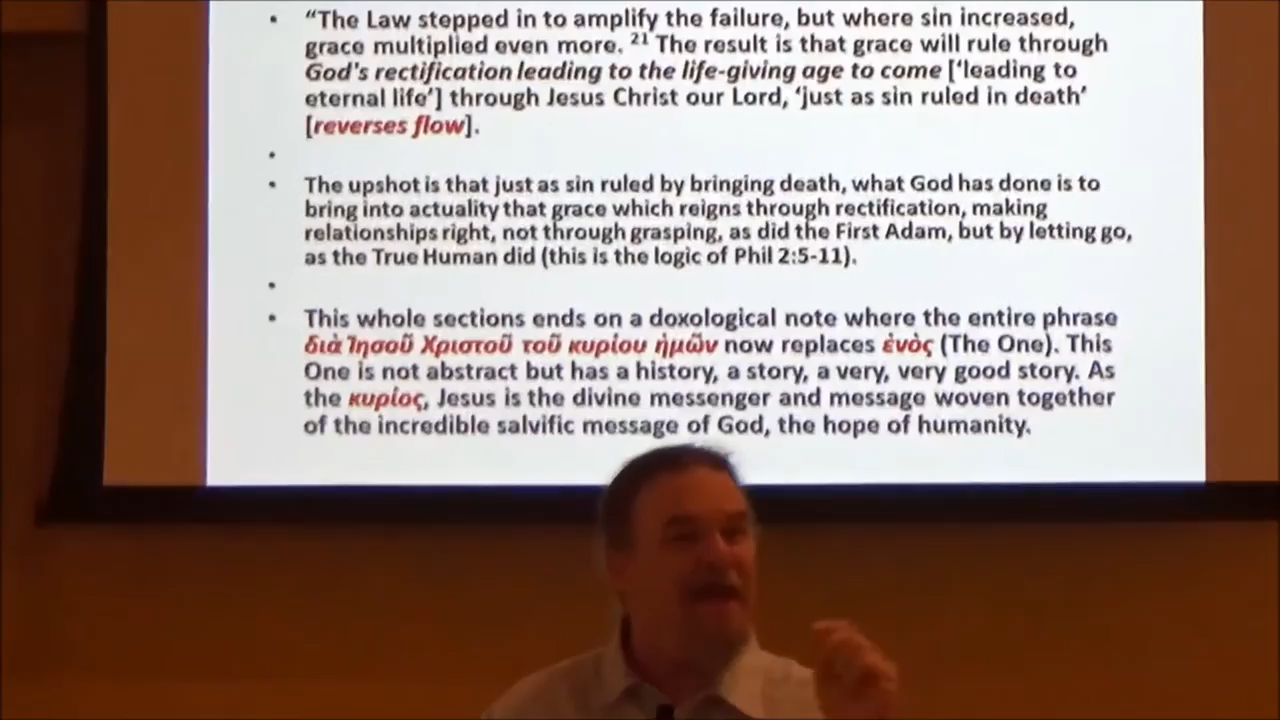 • “The Law stepped in to amplify the failure, but where sin increased,
grace multiplied even more. ²¹ The result is that grace will rule through
God's rectification leading to the life-giving age to come [‘leading to
eternal life’] through Jesus Christ our Lord, ‘just as sin ruled in death’
[reverses flow].
•
• The upshot is that just as sin ruled by bringing death, what God has done is to
bring into actuality that grace which reigns through rectification, making
relationships right, not through grasping, as did the First Adam, but by letting go,
as the True Human did (this is the logic of Phil 2:5-11).
•
• This whole sections ends on a doxological note where the entire phrase
διὰ Ἰησοῦ Χριστοῦ τοῦ κυρίου ἡμῶν now replaces ἑνὸς (The One). This
One is not abstract but has a history, a story, a very, very good story. As
the κυρίος, Jesus is the divine messenger and message woven together
of the incredible salvific message of God, the hope of humanity.